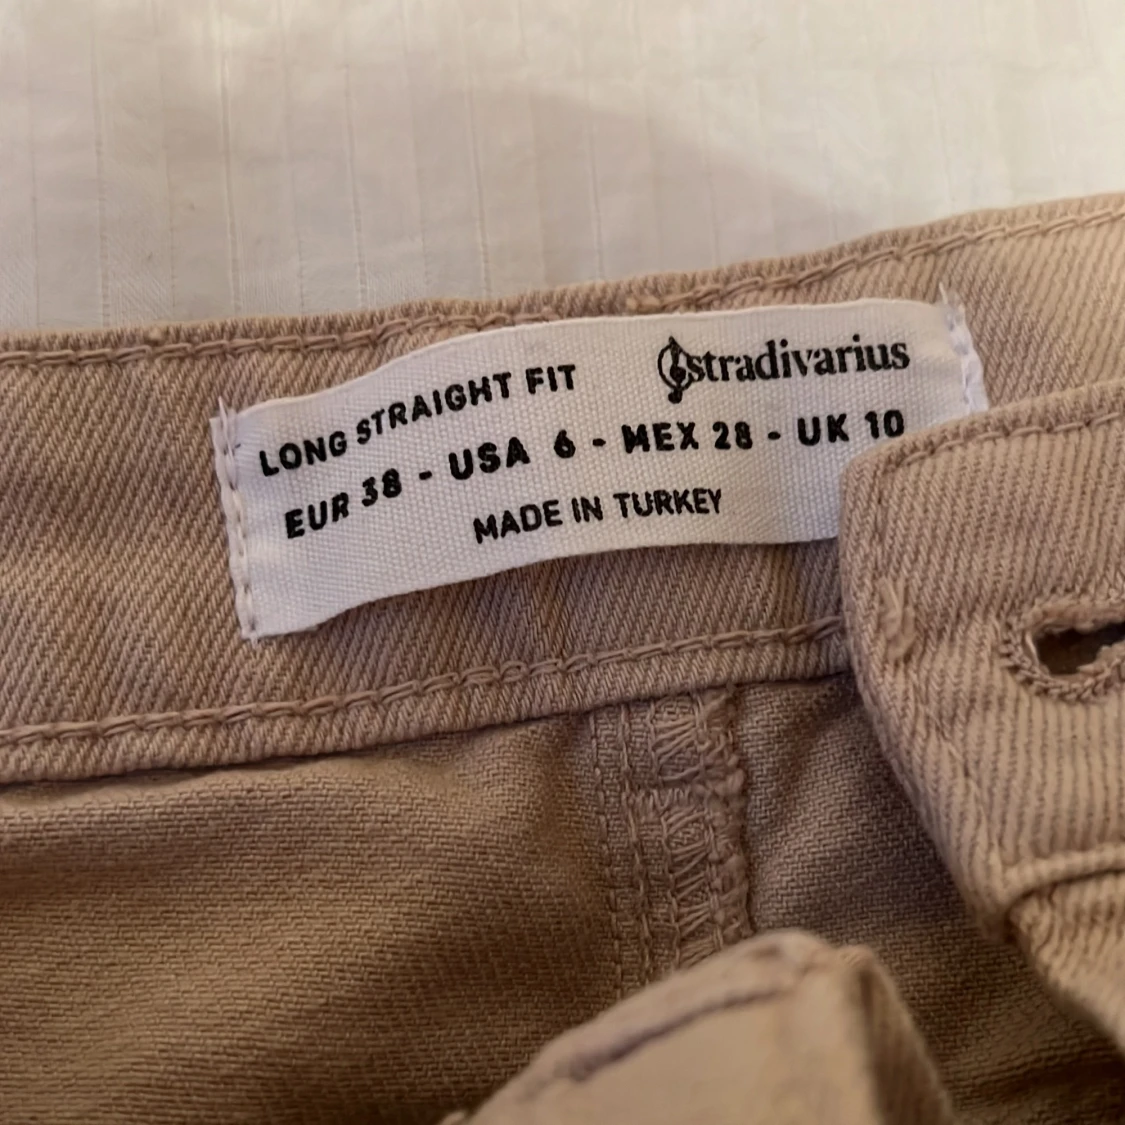 LONG STRAIGHT FIT stradivarius
EUR 38 - USA 6 - MEX 28 - UK 10
MADE IN TURKEY